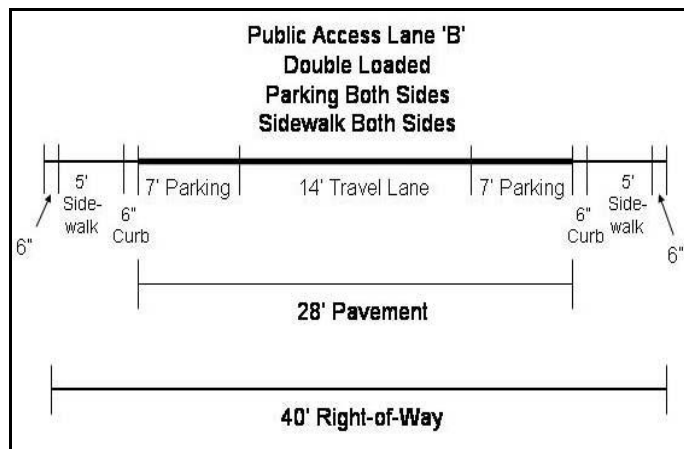 Public Access Lane 'B'
Double Loaded
Parking Both Sides
Sidewalk Both Sides
6"
5'
Side-
walk
6"
Curb
7' Parking
14' Travel Lane
7' Parking
6"
Curb
5'
Side-
walk
6"
28' Pavement
40' Right-of-Way